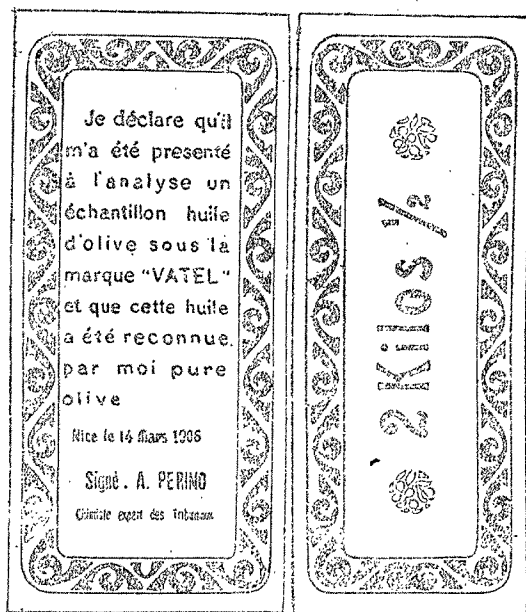 Je déclare qu'il
m'a été presenté
à l'analyse un
échantillon huile
d'olive sous la
marque "VATEL"
et que cette huile
a été reconnue
par moi pure
olive
Nice le 14 Mars 1906
Signé. A. PERINO
Chimiste expert des Tribunaux
2 Kilos 1/2